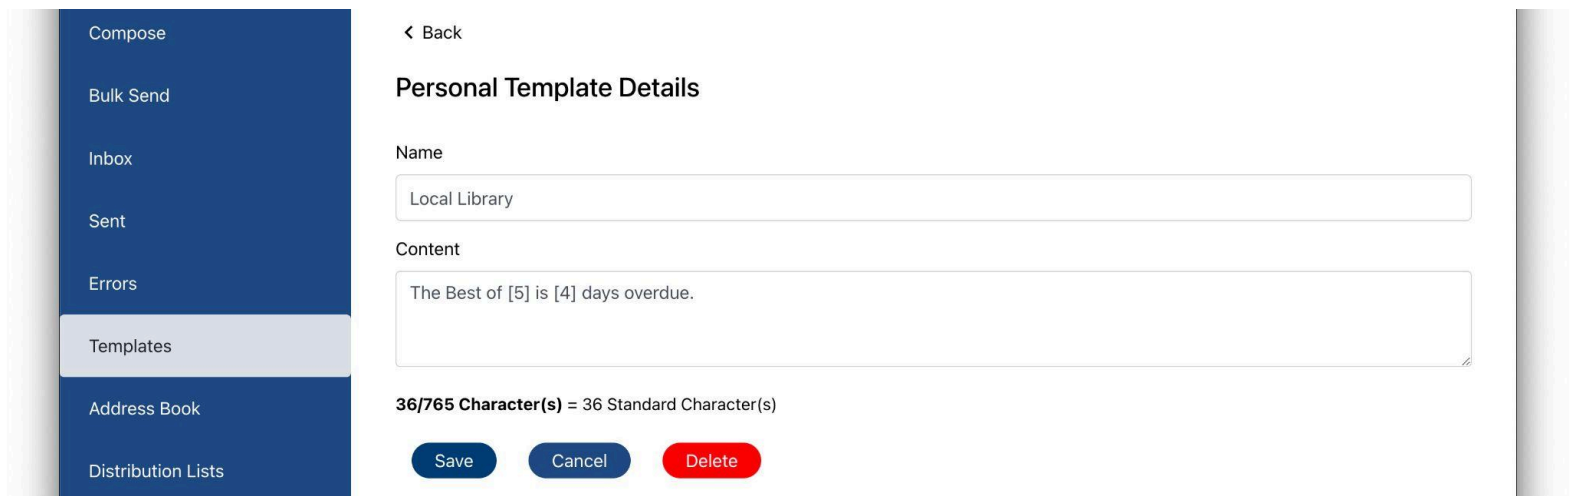 Compose
Bulk Send
Inbox
Sent
Errors
Templates
Address Book
Distribution Lists
Back
Personal Template Details
Name
Local Library
Content
The Best of [5] is [4] days overdue.
36/765 Character(s) = 36 Standard Character(s)
Save Cancel Delete